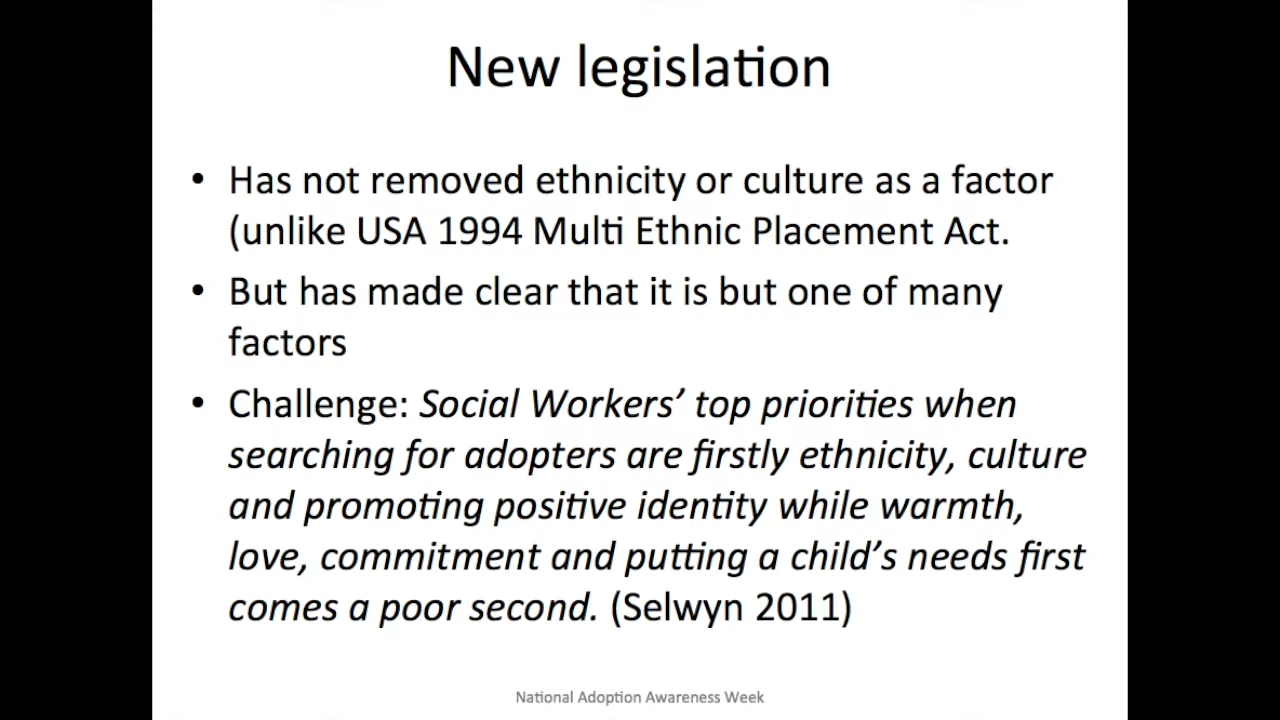 New legislation
• Has not removed ethnicity or culture as a factor
(unlike USA 1994 Multi Ethnic Placement Act.
• But has made clear that it is but one of many
factors
• Challenge: Social Workers’ top priorities when
searching for adopters are firstly ethnicity, culture
and promoting positive identity while warmth,
love, commitment and putting a child’s needs first
comes a poor second. (Selwyn 2011)
National Adoption Awareness Week